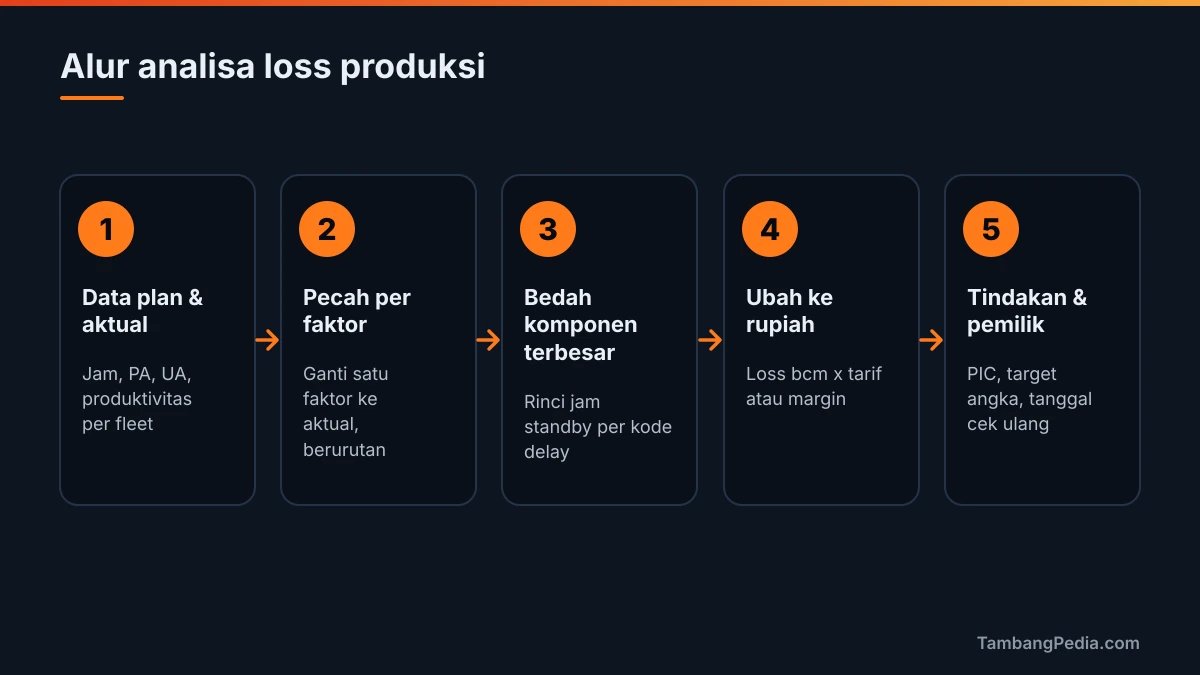 Alur analisa loss produksi
1
Data plan &
aktual
Jam, PA, UA,
produktivitas
per fleet
2
Pecah per
faktor
Ganti satu
faktor ke
aktual,
berurutan
3
Bedah
komponen
terbesar
Rinci jam
standby per kode
delay
4
Ubah ke
rupiah
Loss bcm x tarif
atau margin
5
Tindakan &
pemilik
PIC, target
angka, tanggal
cek ulang
TambangPedia.com